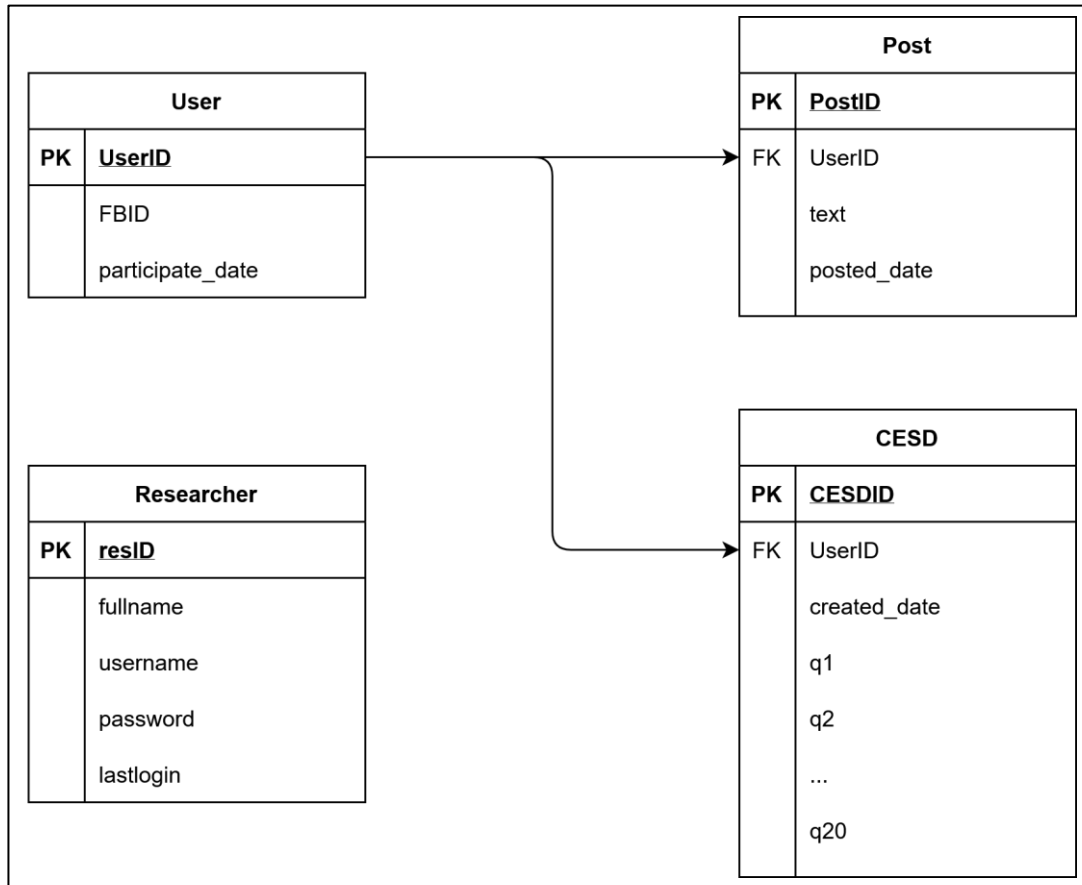 User
PK UserID
FBID
participate_date
Post
PK PostID
FK UserID
text
posted_date
Researcher
PK resID
fullname
username
password
lastlogin
CESD
PK CESDID
FK UserID
created_date
q1
q2
...
q20